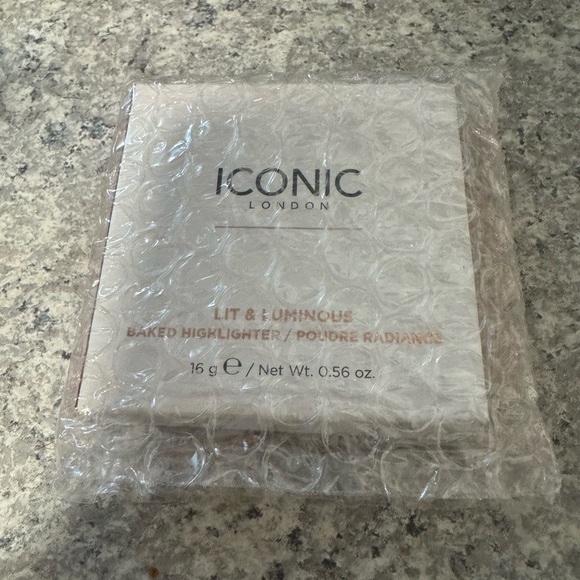 ICONIC
LONDON
LIT & LUMINOUS
BAKED HIGHLIGHTER / POUDRE RADIANCE
16 g ℮ / Net Wt. 0.56 oz.